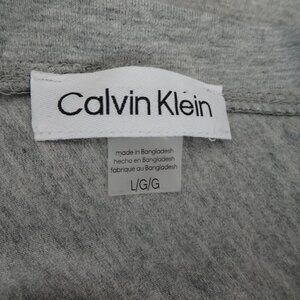 Calvin Klein
made in Bangladesh
hecho en Bangladesh
fabriqué au Bangladesh
L/G/G